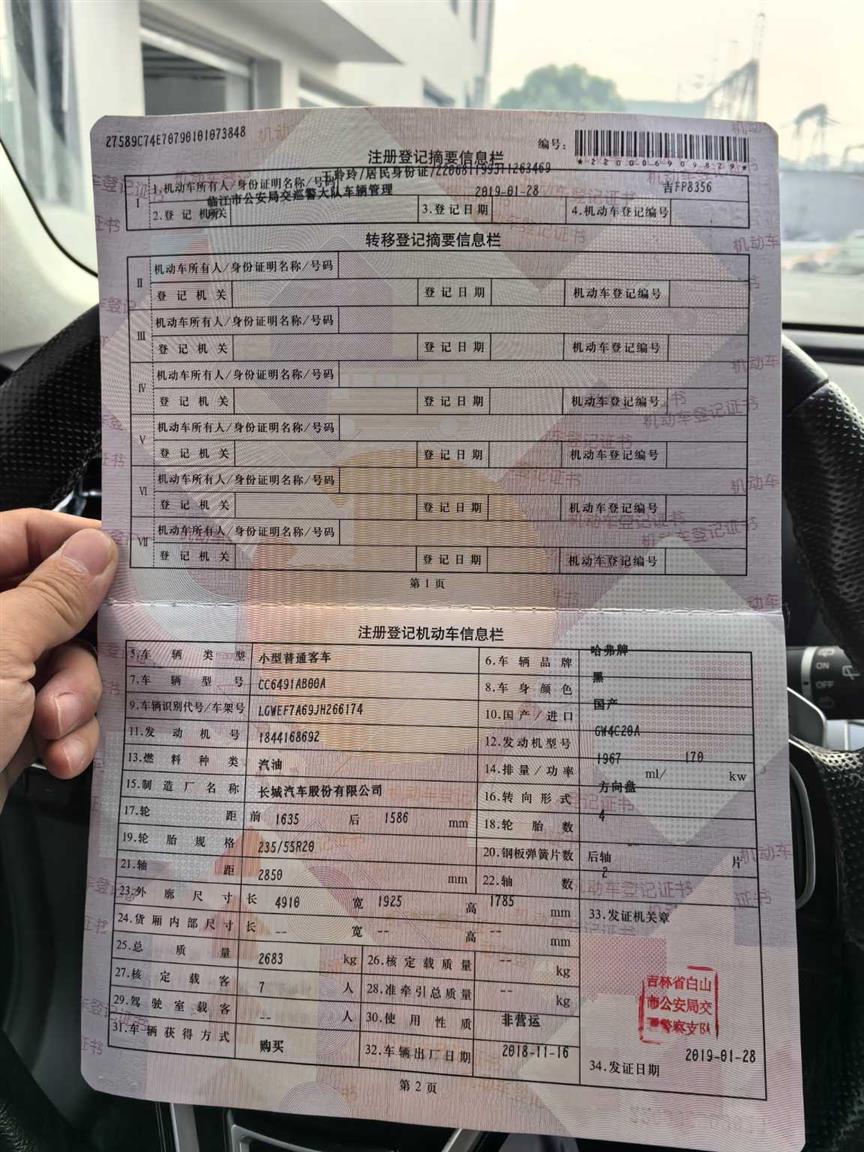 27589C74E70790101073848
编号:
*220006909829*
注册登记摘要信息栏
I 1.机动车所有人/身份证明名称/号码 王玲玲/居民身份证/220681199311263469
2.登记机关 临江市公安局交巡警大队车辆管理所 3.登记日期 2019-01-28 4.机动车登记编号 吉FP8356
转移登记摘要信息栏
II 机动车所有人/身份证明名称/号码
登记机关 登记日期 机动车登记编号
III 机动车所有人/身份证明名称/号码
登记机关 登记日期 机动车登记编号
IV 机动车所有人/身份证明名称/号码
登记机关 登记日期 机动车登记编号
V 机动车所有人/身份证明名称/号码
登记机关 登记日期 机动车登记编号
VI 机动车所有人/身份证明名称/号码
登记机关 登记日期 机动车登记编号
VII 机动车所有人/身份证明名称/号码
登记机关 登记日期 机动车登记编号
第1页
注册登记机动车信息栏
5.车辆类型 小型普通客车 6.车辆品牌 哈弗牌
7.车辆型号 CC6491AB00A 8.车身颜色 黑
9.车辆识别代号/车架号 LGWEF7A69JH266174 10.国产/进口 国产
11.发动机号 1844168692 12.发动机型号 GW4C20A
13.燃料种类 汽油 14.排量/功率 1967 ml/ 170 kw
15.制造厂名称 长城汽车股份有限公司 16.转向形式 方向盘
17.轮距 前 1635 后 1586 mm 18.轮胎数 4
19.轮胎规格 235/55R20 20.钢板弹簧片数 后轴 -- 片
21.轴距 2850 mm 22.轴数 2
23.外廓尺寸 长 4910 宽 1925 高 1785 mm 33.发证机关章
24.货厢内部尺寸 长 -- 宽 -- 高 -- mm
25.总质量 2683 kg 26.核定载质量 -- kg
27.核定载客 7 人 28.准牵引总质量 -- kg
29.驾驶室载客 -- 人 30.使用性质 非营运
31.车辆获得方式 购买 32.车辆出厂日期 2018-11-16 34.发证日期 2019-01-28
吉林省白山
市公安局交
警察支队
第2页
ON
OFF